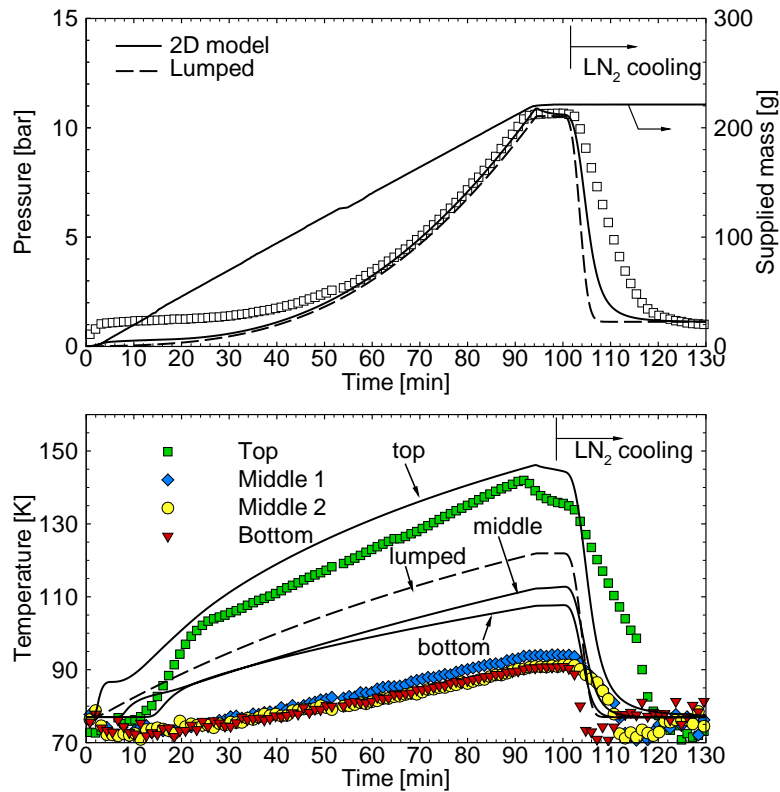 15
300
2D model
Lumped
LN2 cooling
10
200
Pressure [bar]
Supplied mass [g]
5
100
0
0
0 10 20 30 40 50 60 70 80 90 100 110 120 130
Time [min]
150
Top
top
LN2 cooling
Middle 1
Middle 2
130
Bottom
middle
Temperature [K]
lumped
110
bottom
90
70
0 10 20 30 40 50 60 70 80 90 100 110 120 130
Time [min]